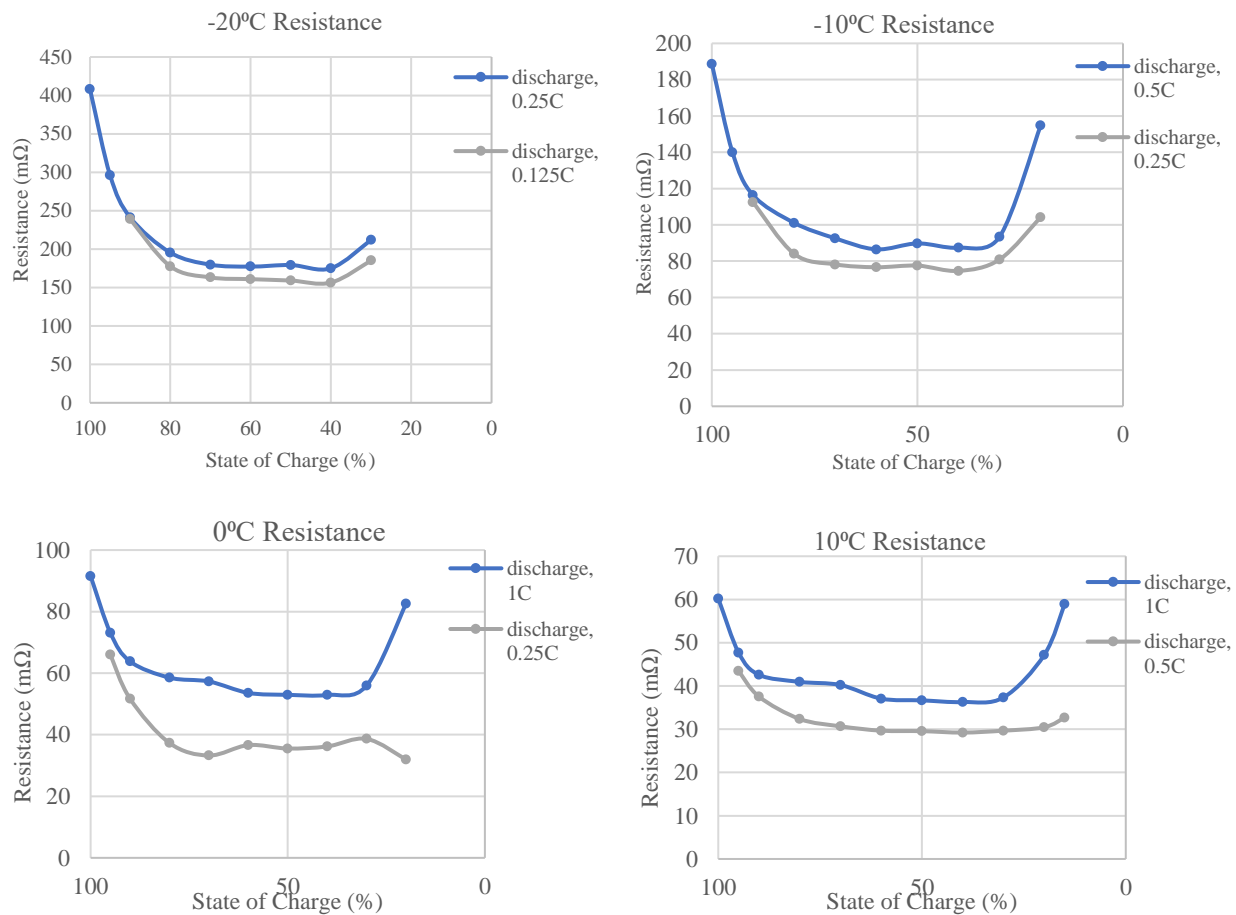 -20⁰C Resistance
450
400
350
300
250
200
150
100
50
0
Resistance (mΩ)
100 80 60 40 20 0
State of Charge (%)
discharge,
0.25C
discharge,
0.125C
-10⁰C Resistance
200
180
160
140
120
100
80
60
40
20
0
Resistance (mΩ)
100 50 0
State of Charge (%)
discharge,
0.5C
discharge,
0.25C
0⁰C Resistance
100
80
60
40
20
0
Resistance (mΩ)
100 50 0
State of Charge (%)
discharge,
1C
discharge,
0.25C
10⁰C Resistance
70
60
50
40
30
20
10
0
Resistance (mΩ)
100 50 0
State of Charge (%)
discharge,
1C
discharge,
0.5C